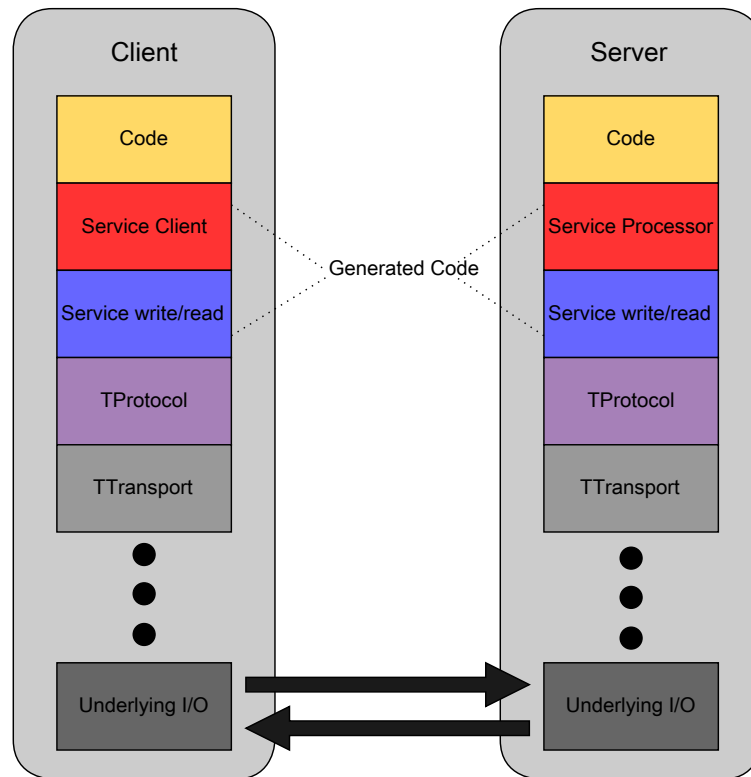 Client
Code
Service Client
Service write/read
TProtocol
TTransport
Underlying I/O
Generated Code
Server
Code
Service Processor
Service write/read
TProtocol
TTransport
Underlying I/O